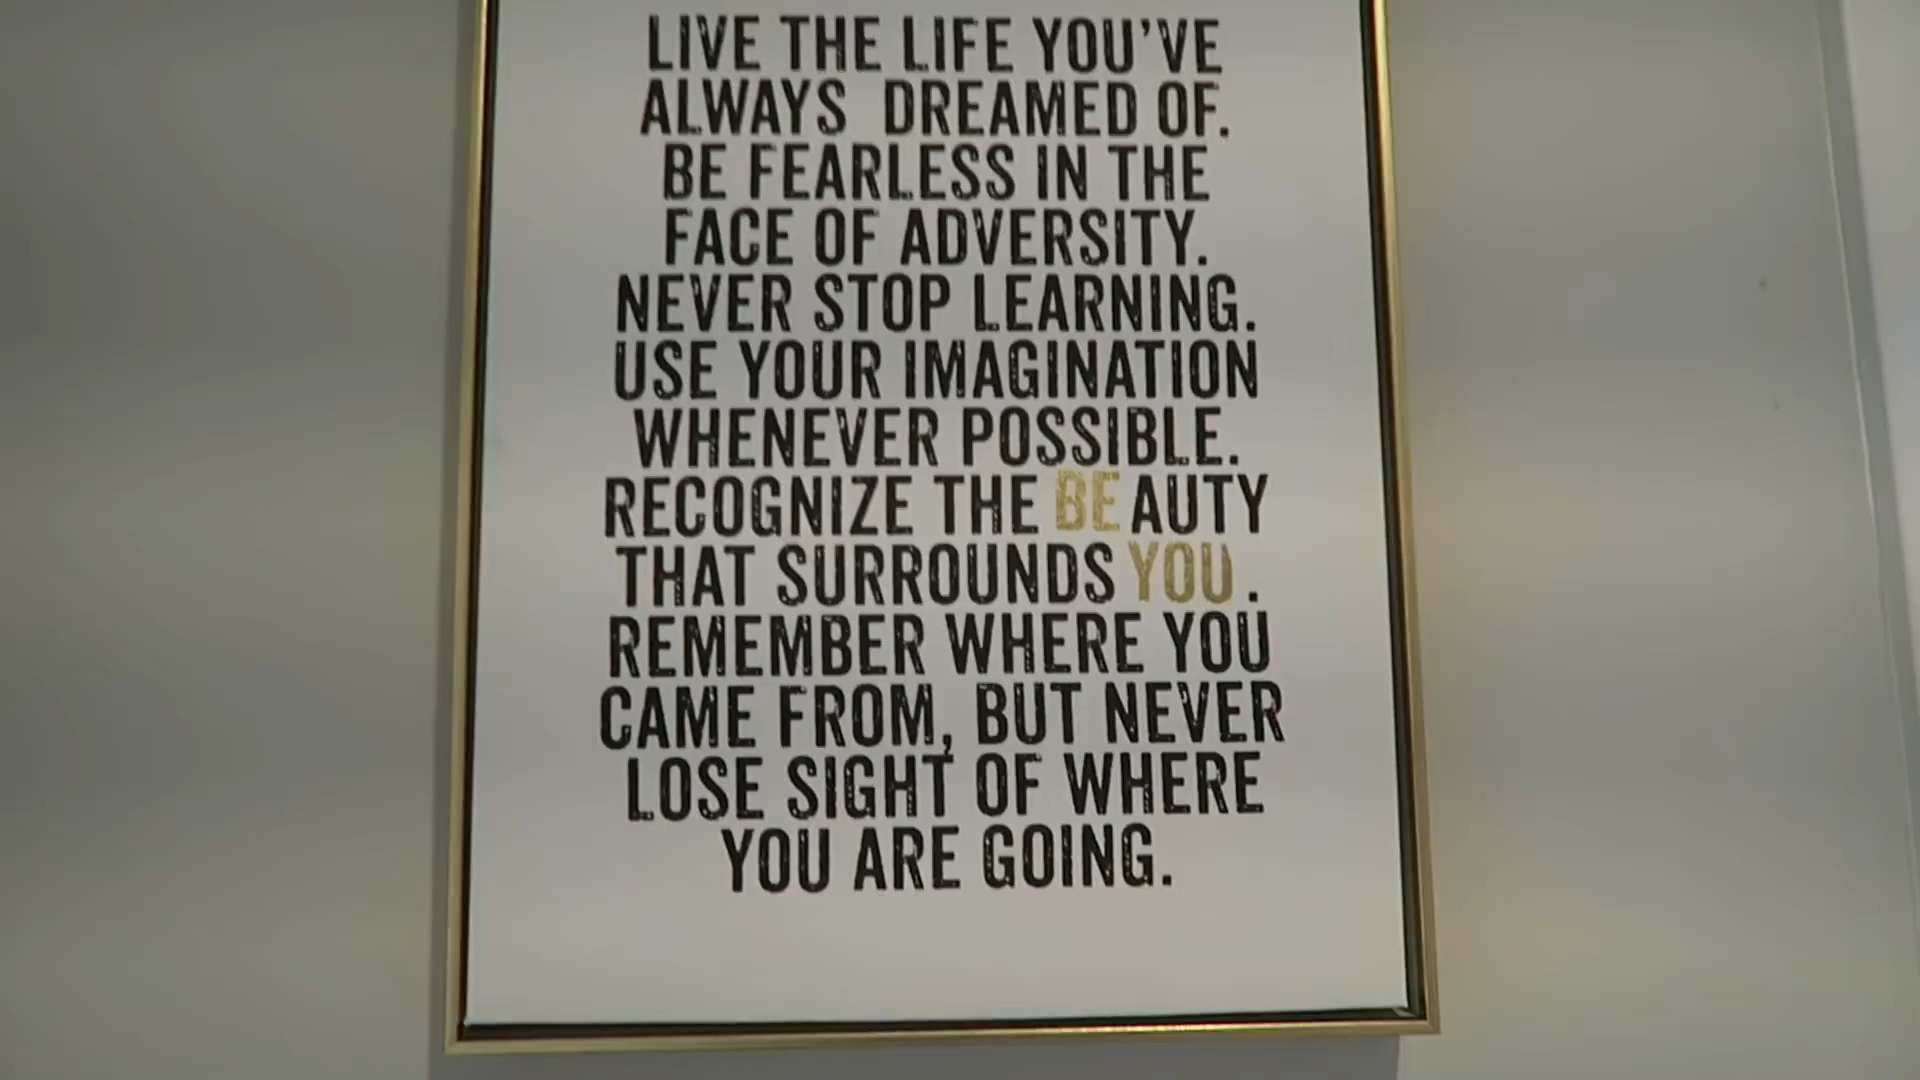 LIVE THE LIFE YOU'VE
ALWAYS DREAMED OF.
BE FEARLESS IN THE
FACE OF ADVERSITY.
NEVER STOP LEARNING.
USE YOUR IMAGINATION
WHENEVER POSSIBLE.
RECOGNIZE THE BEAUTY
THAT SURROUNDS YOU.
REMEMBER WHERE YOU
CAME FROM, BUT NEVER
LOSE SIGHT OF WHERE
YOU ARE GOING.